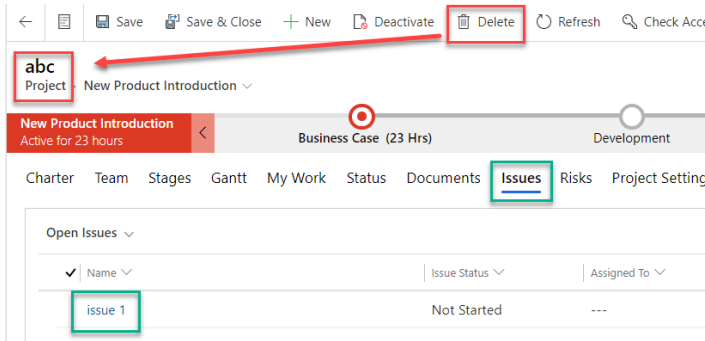 Save Save & Close New Deactivate Delete Refresh Check Acce
abc
Project · New Product Introduction
New Product Introduction
Active for 23 hours
Business Case (23 Hrs)
Development
Charter Team Stages Gantt My Work Status Documents Issues Risks Project Setting
Open Issues
Name Issue Status Assigned To
issue 1 Not Started ---